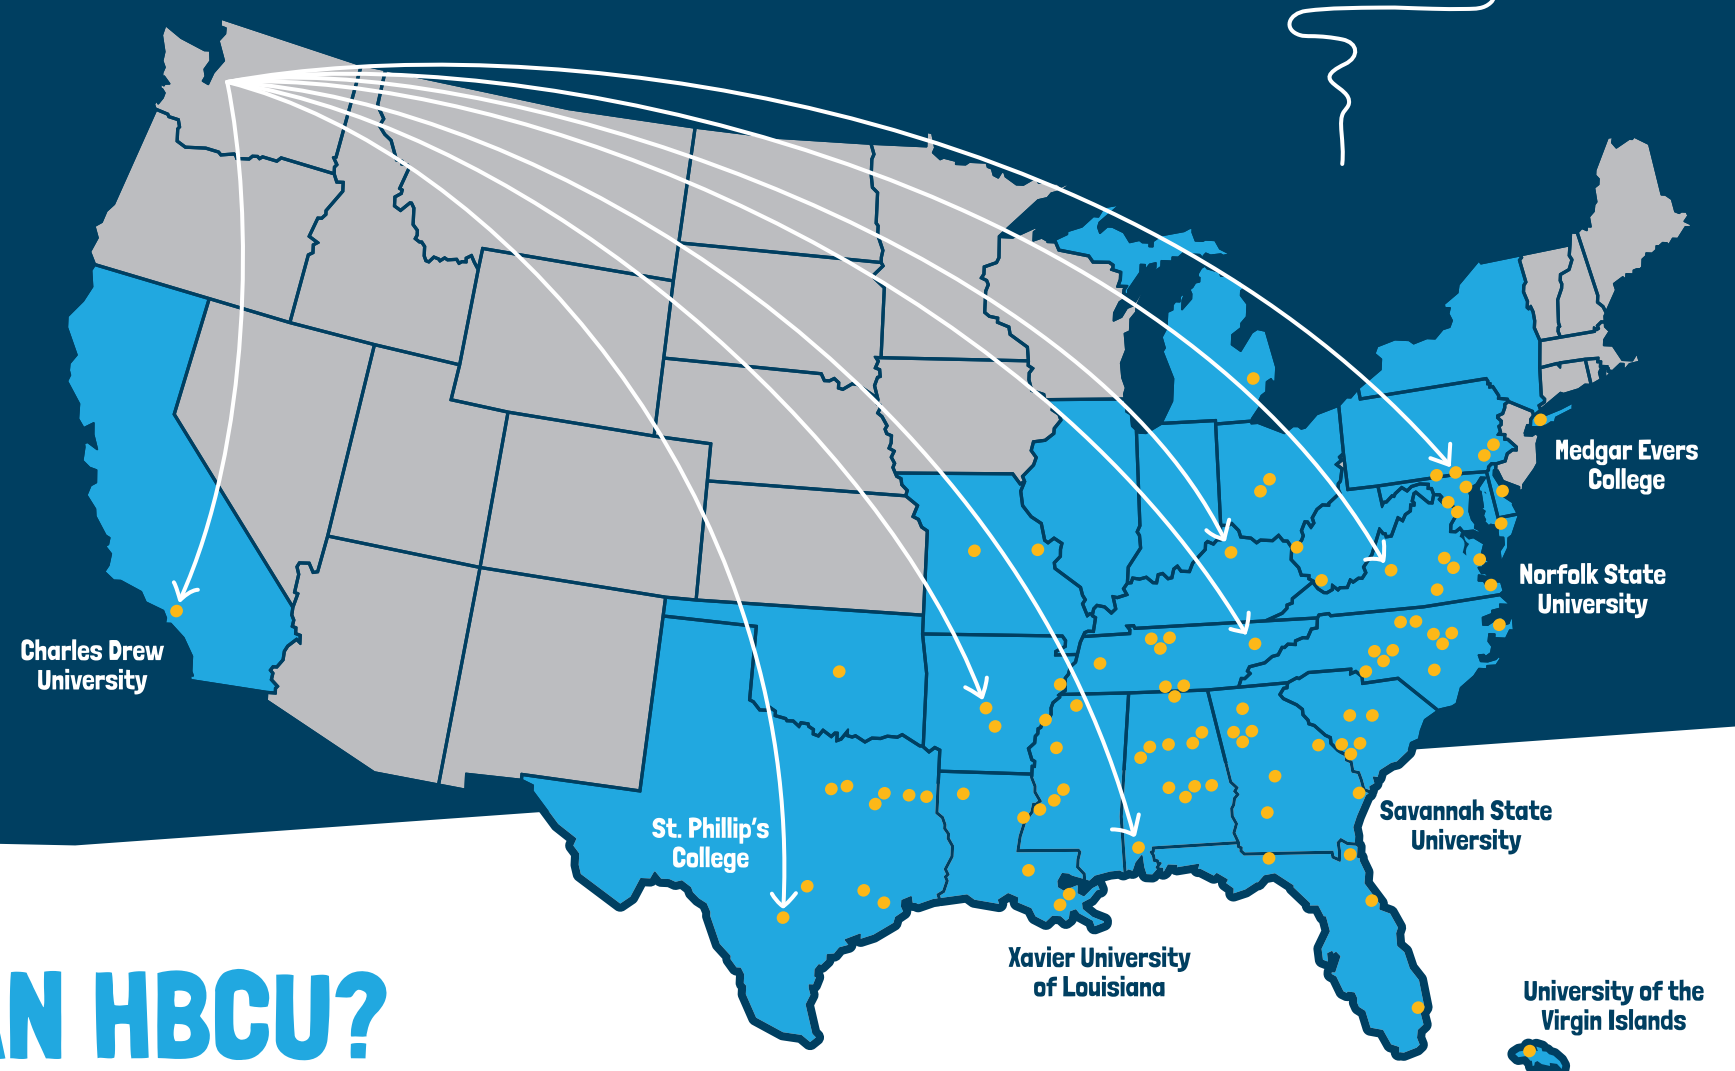 Medgar Evers
College
Norfolk State
University
Charles Drew
University
Savannah State
University
St. Phillip's
College
Xavier University
of Louisiana
University of the
Virgin Islands
AN HBCU?